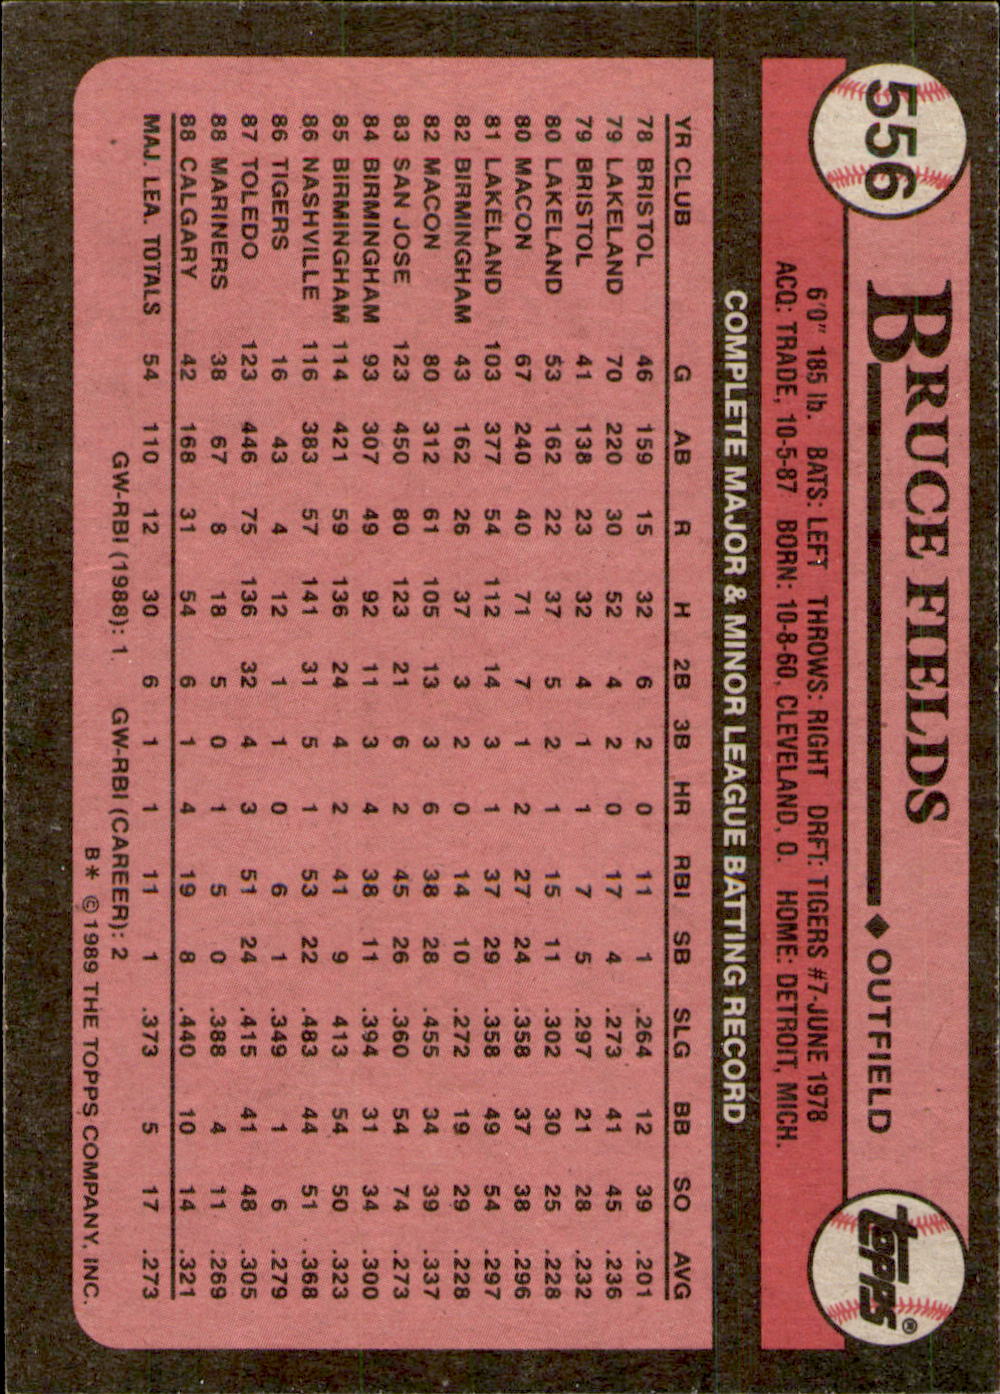 556
BRUCE FIELDS ◆ OUTFIELD
topps®
6'0" 185 lb. BATS: LEFT THROWS: RIGHT DRFT: TIGERS #7-JUNE 1978
ACQ: TRADE, 10-5-87 BORN: 10-8-60, CLEVELAND, O. HOME: DETROIT, MICH.
COMPLETE MAJOR & MINOR LEAGUE BATTING RECORD
YR CLUB G AB R H 2B 3B HR RBI SB SLG BB SO AVG
78 BRISTOL 46 159 15 32 6 2 0 11 1 .264 12 39 .201
79 LAKELAND 70 220 30 52 4 2 0 17 4 .273 41 45 .236
79 BRISTOL 41 138 23 32 4 1 1 7 5 .297 21 28 .232
80 LAKELAND 53 162 22 37 5 2 1 15 11 .302 30 25 .228
80 MACON 67 240 40 71 7 1 2 27 24 .358 37 38 .296
81 LAKELAND 103 377 54 112 14 3 1 37 29 .358 49 54 .297
82 BIRMINGHAM 43 162 26 37 3 2 0 14 10 .272 19 29 .228
82 MACON 80 312 61 105 13 3 6 38 28 .455 34 39 .337
83 SAN JOSE 123 450 80 123 21 6 2 45 26 .360 54 74 .273
84 BIRMINGHAM 93 307 49 92 11 3 4 38 11 .394 31 34 .300
85 BIRMINGHAM 114 421 59 136 24 4 2 41 9 .413 54 50 .323
86 NASHVILLE 116 383 57 141 31 5 1 53 22 .483 44 51 .368
86 TIGERS 16 43 4 12 1 1 0 6 1 .349 1 6 .279
87 TOLEDO 123 446 75 136 32 4 3 51 24 .415 41 48 .305
88 MARINERS 38 67 8 18 5 0 1 5 0 .388 4 11 .269
88 CALGARY 42 168 31 54 6 1 4 19 8 .440 10 14 .321
MAJ. LEA. TOTALS 54 110 12 30 6 1 1 11 1 .373 5 17 .273
GW-RBI (1988): 1 GW-RBI (CAREER): 2
B* © 1989 THE TOPPS COMPANY, INC.